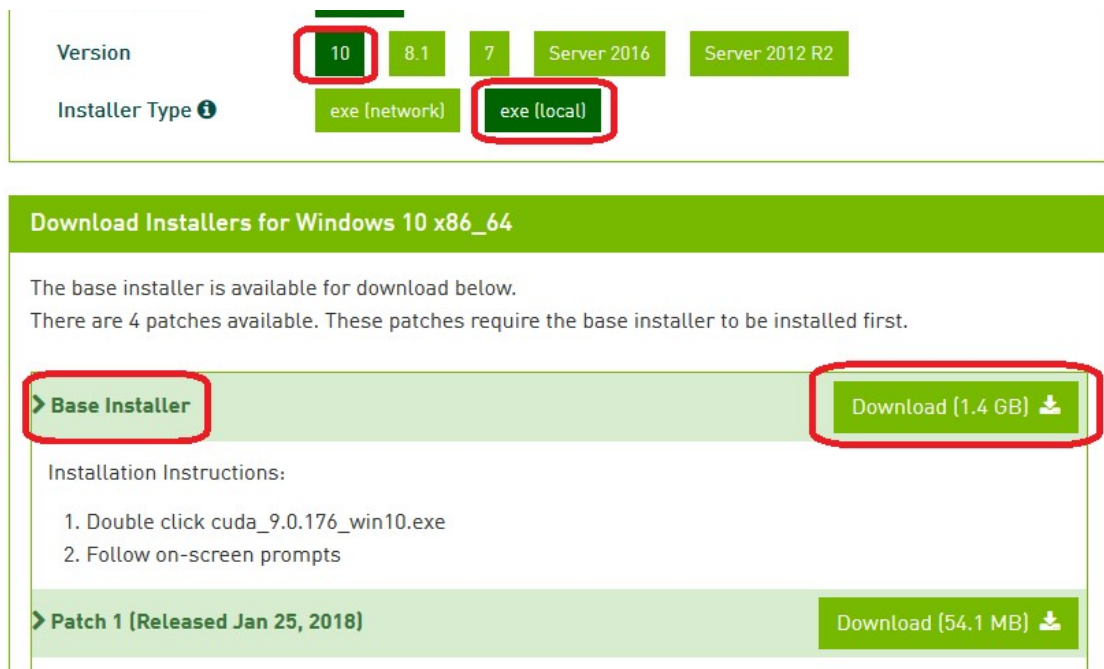 Version 10 8.1 7 Server 2016 Server 2012 R2
Installer Type exe (network) exe (local)
Download Installers for Windows 10 x86_64
The base installer is available for download below.
There are 4 patches available. These patches require the base installer to be installed first.
Base Installer Download (1.4 GB)
Installation Instructions:
1. Double click cuda_9.0.176_win10.exe
2. Follow on-screen prompts
Patch 1 (Released Jan 25, 2018) Download (54.1 MB)